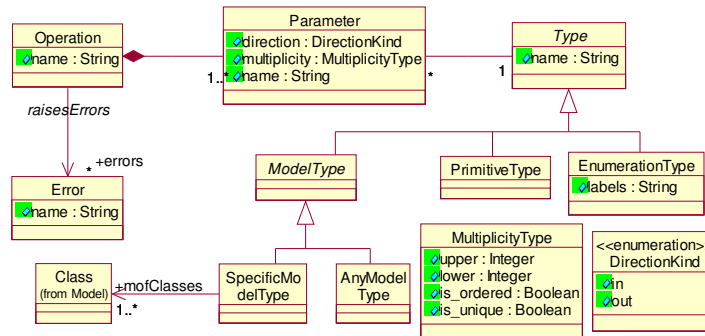 Operation
name : String
Parameter
direction : DirectionKind
multiplicity : MultiplicityType
name : String
1..*
*
1
Type
name : String
raisesErrors
*
+errors
Error
name : String
ModelType
PrimitiveType
EnumerationType
labels : String
Class
(from Model)
+mofClasses
1..*
SpecificMo
delType
AnyModel
Type
MultiplicityType
upper : Integer
lower : Integer
is_ordered : Boolean
is_unique : Boolean
<<enumeration>>
DirectionKind
in
out